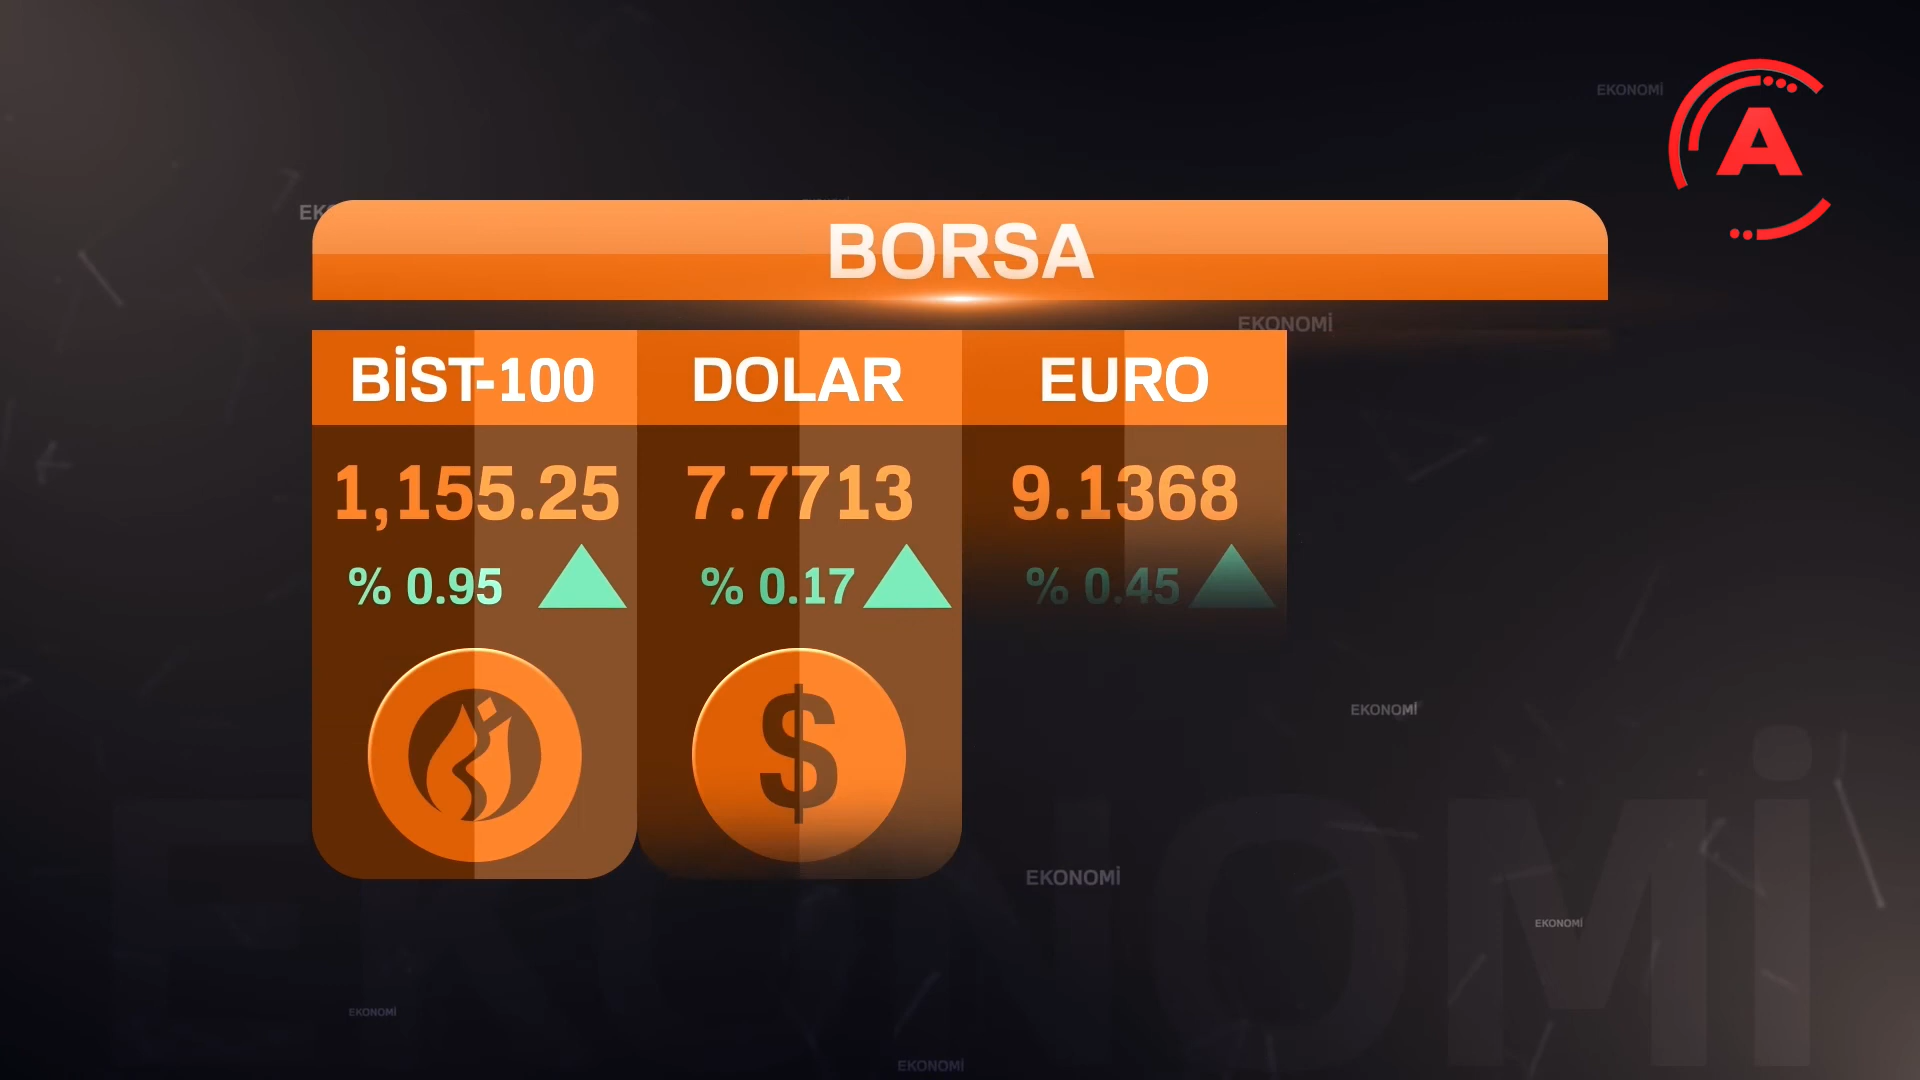 EKONOMİ
A
BORSA
EKONOMİ
BİST-100 DOLAR EURO
1,155.25 7.7713 9.1368
% 0.95 % 0.17 % 0.45
$
EKONOMİ
EKONOMİ
EKONOMİ
EKONOMİ
EKONOMİ
EKONOMİ